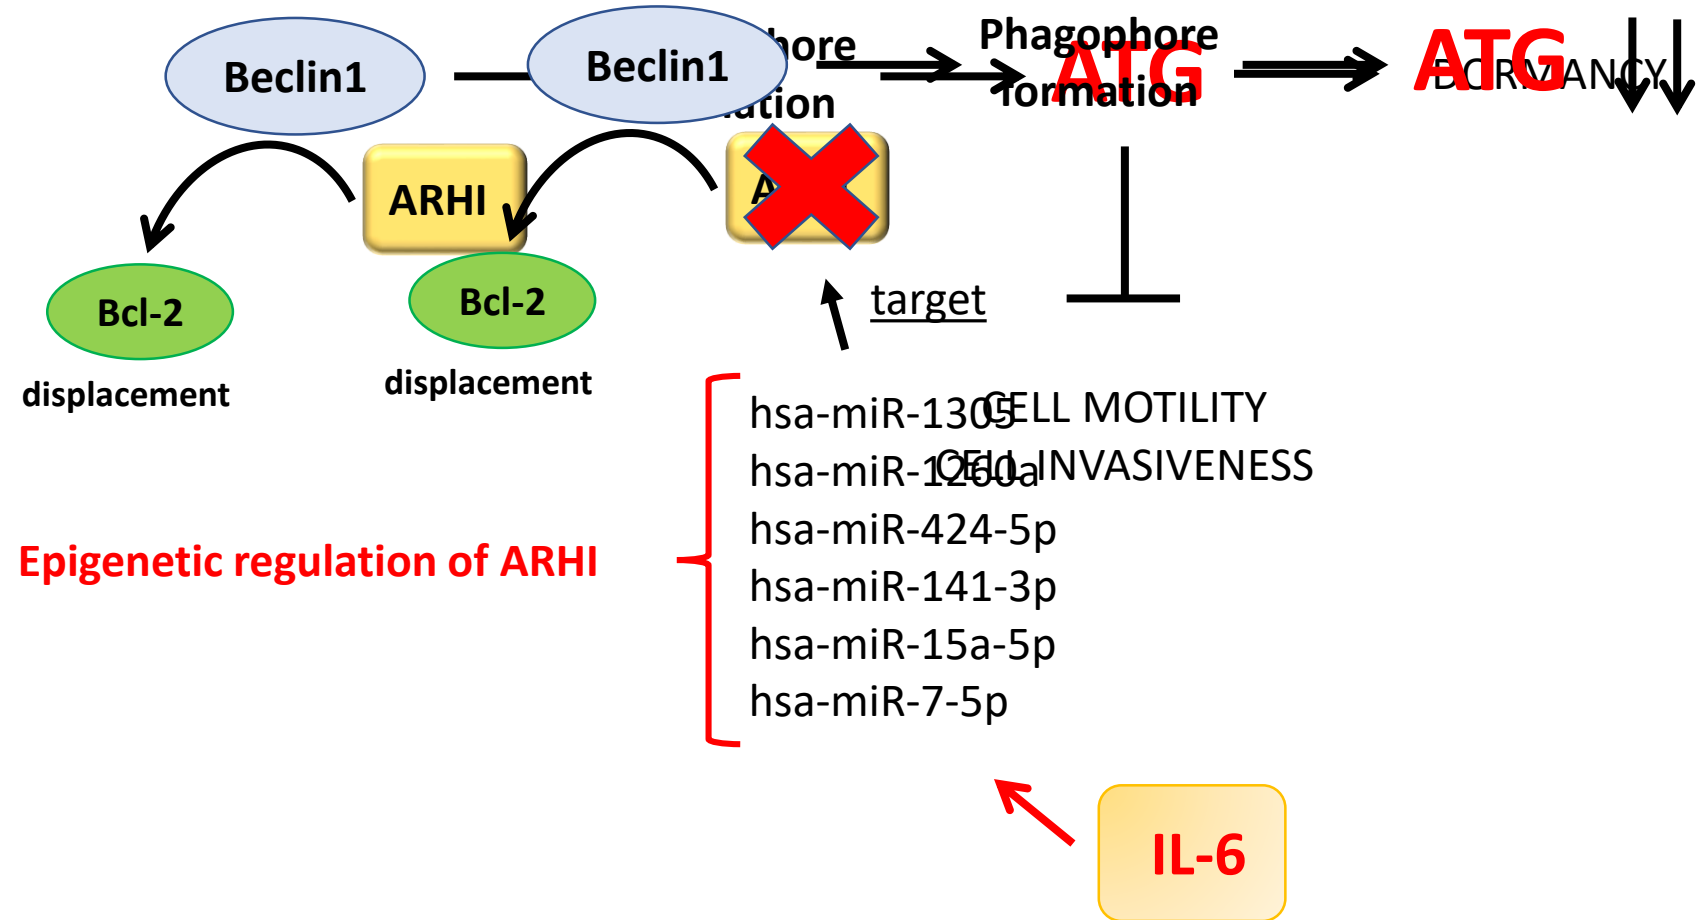 Beclin1
Beclin1
Phagophore
formation
ATG
ATG
DORMANCY
ARHI
Bcl-2
displacement
Bcl-2
displacement
target
hsa-miR-1305
hsa-miR-1260a
hsa-miR-424-5p
hsa-miR-141-3p
hsa-miR-15a-5p
hsa-miR-7-5p
CELL MOTILITY
CELL INVASIVENESS
Epigenetic regulation of ARHI
IL-6